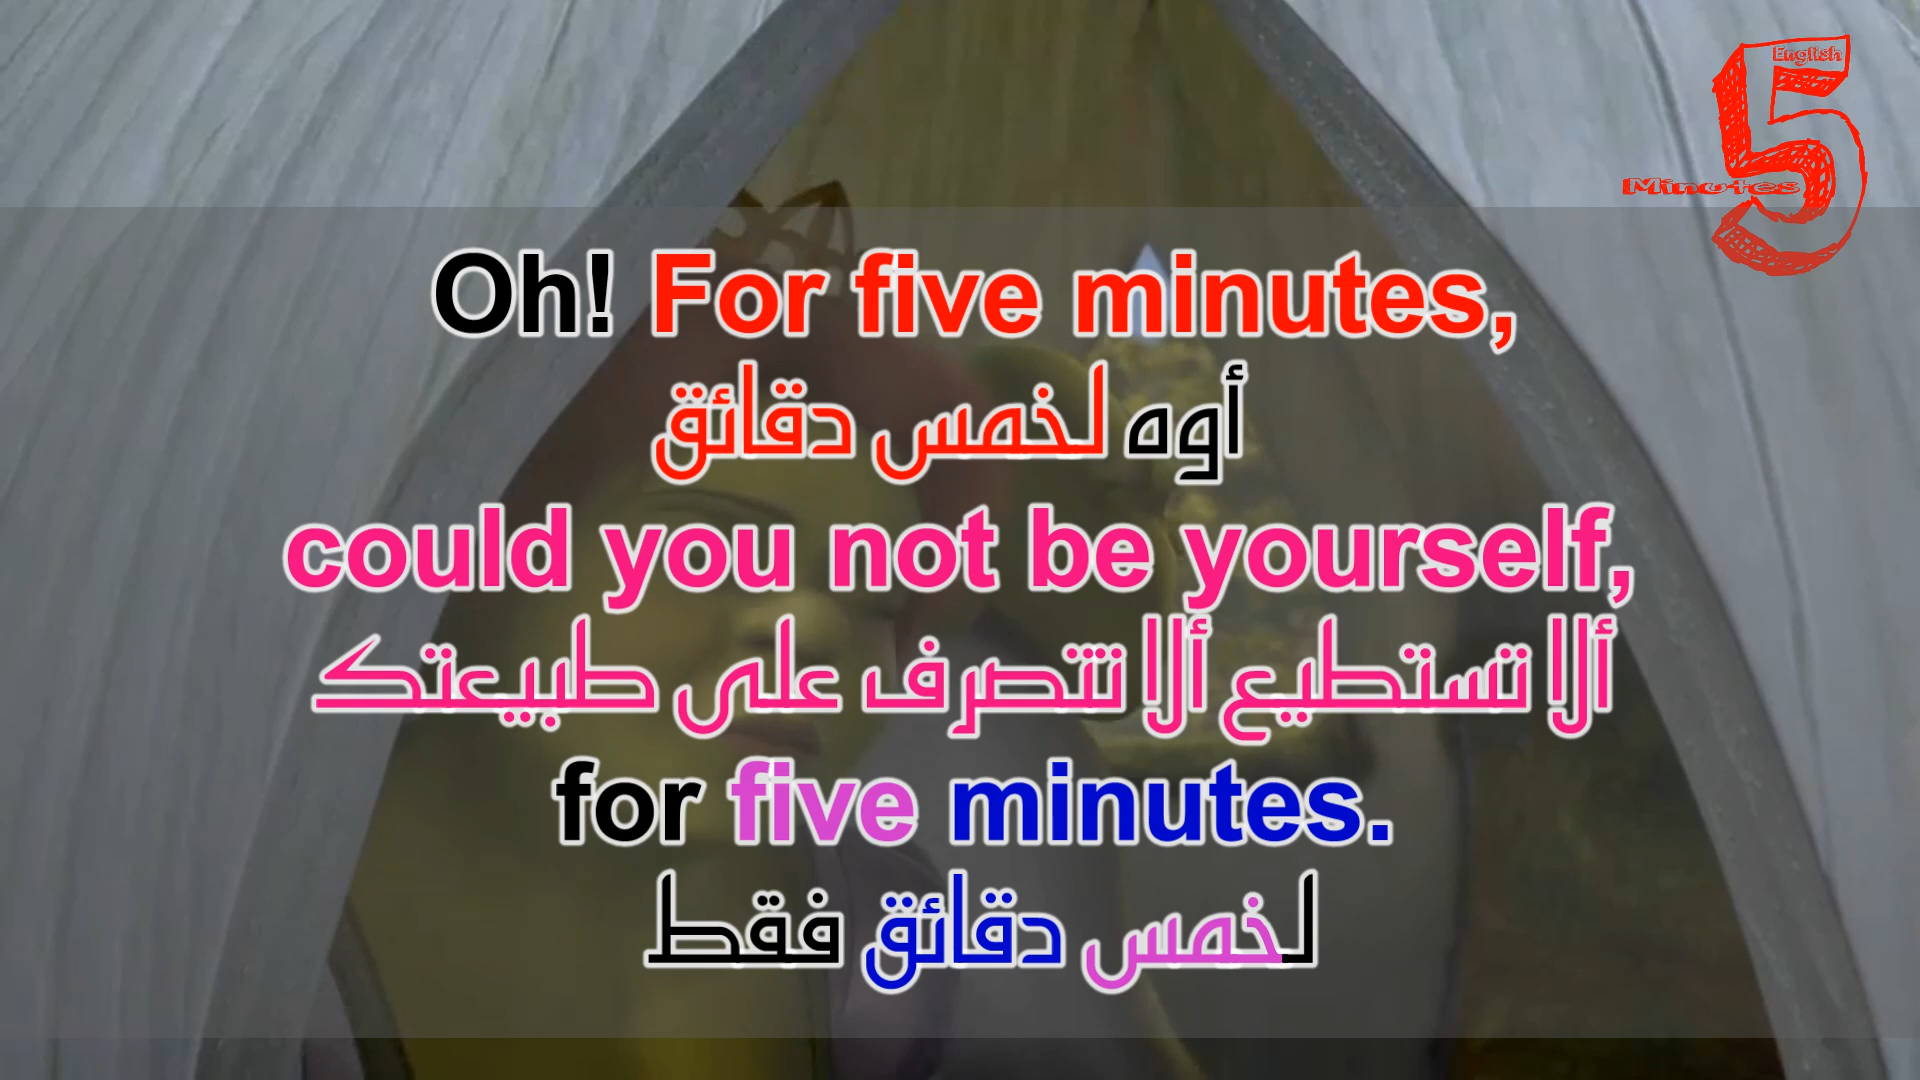 English
Minutes
Oh! For five minutes,
أوه لخمس دقائق
could you not be yourself,
ألا تستطيع ألا تتصرف على طبيعتك
for five minutes.
لخمس دقائق فقط